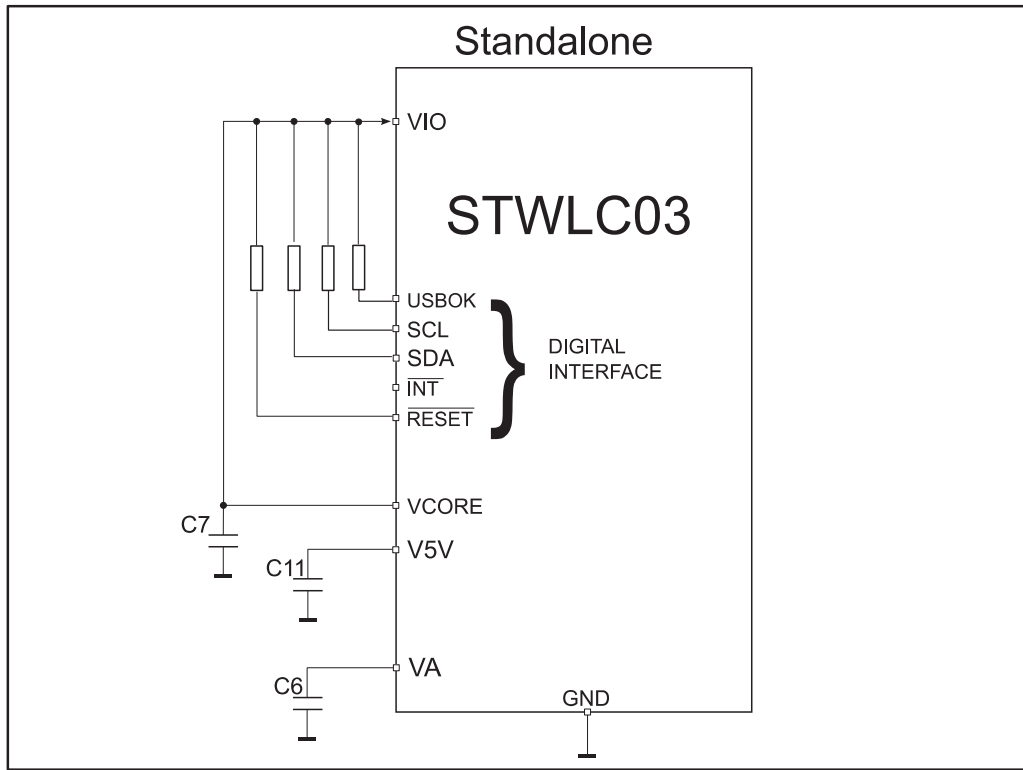 Standalone
VIO
STWLC03
USBOK
SCL
SDA
INT
RESET
DIGITAL
INTERFACE
VCORE
C7
V5V
C11
VA
C6
GND